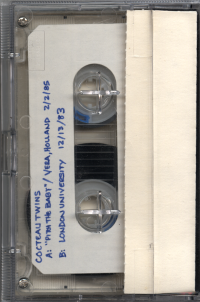 COCTEAU TWINS
A: "PITH THE BABY" / VERA, HOLLAND 2/2/85
B: LONDON UNIVERSITY 12/13/83